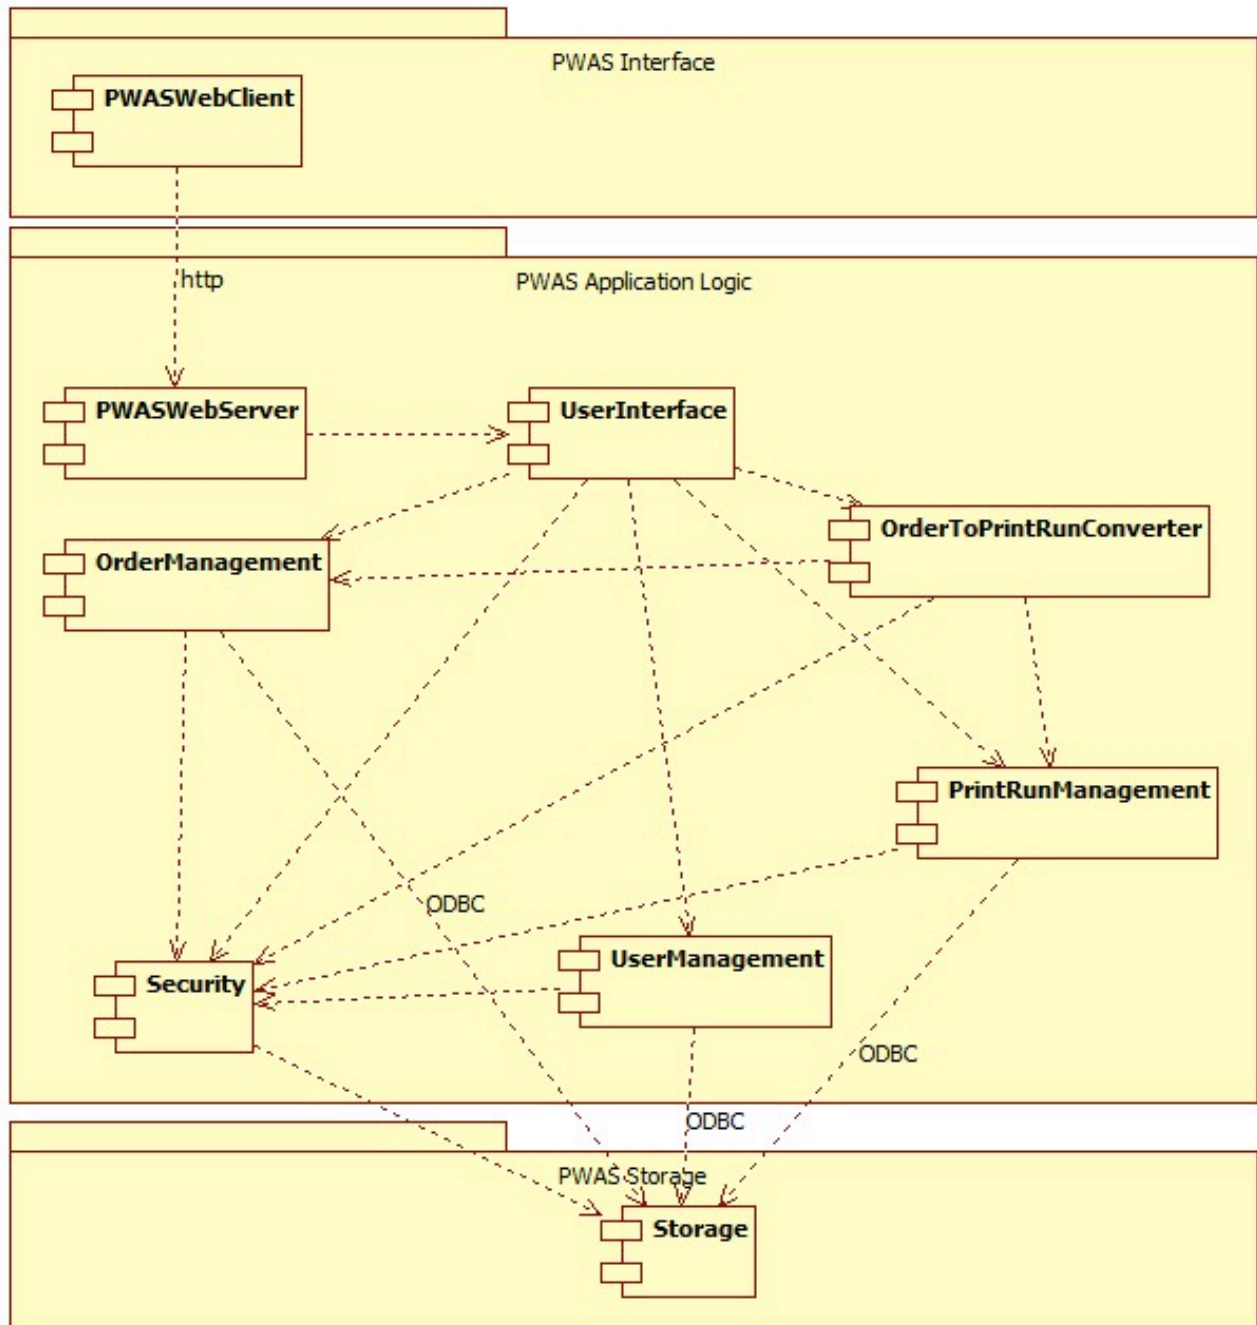 PWAS Interface
PWASWebClient
http
PWAS Application Logic
PWASWebServer
UserInterface
OrderToPrintRunConverter
OrderManagement
PrintRunManagement
ODBC
UserManagement
Security
ODBC
ODBC
PWAS Storage
Storage